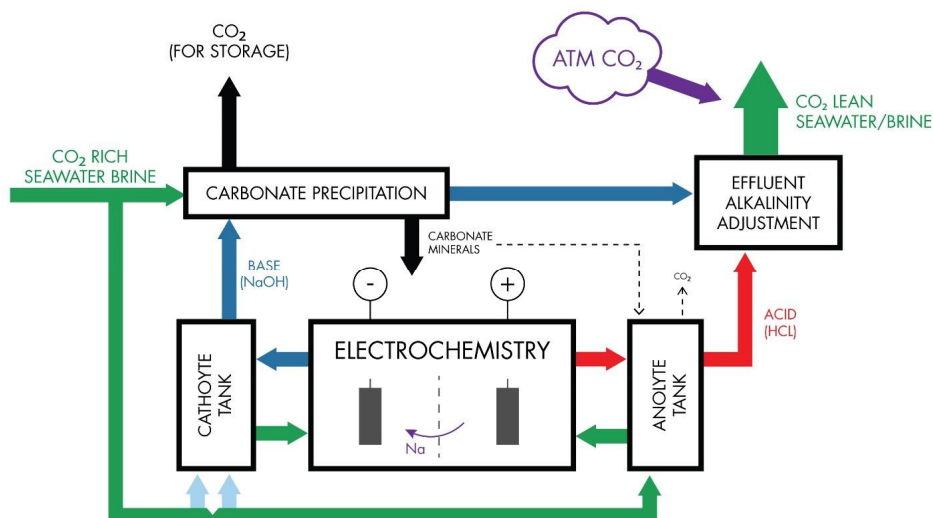 CO₂
(FOR STORAGE)
ATM CO₂
CO₂ LEAN
SEAWATER/BRINE
CO₂ RICH
SEAWATER BRINE
CARBONATE PRECIPITATION
EFFLUENT
ALKALINITY
ADJUSTMENT
CARBONATE
MINERALS
BASE
(NaOH)
-
+
CO₂
ACID
(HCL)
CATHOYTE
TANK
ELECTROCHEMISTRY
Na
ANOLYTE
TANK